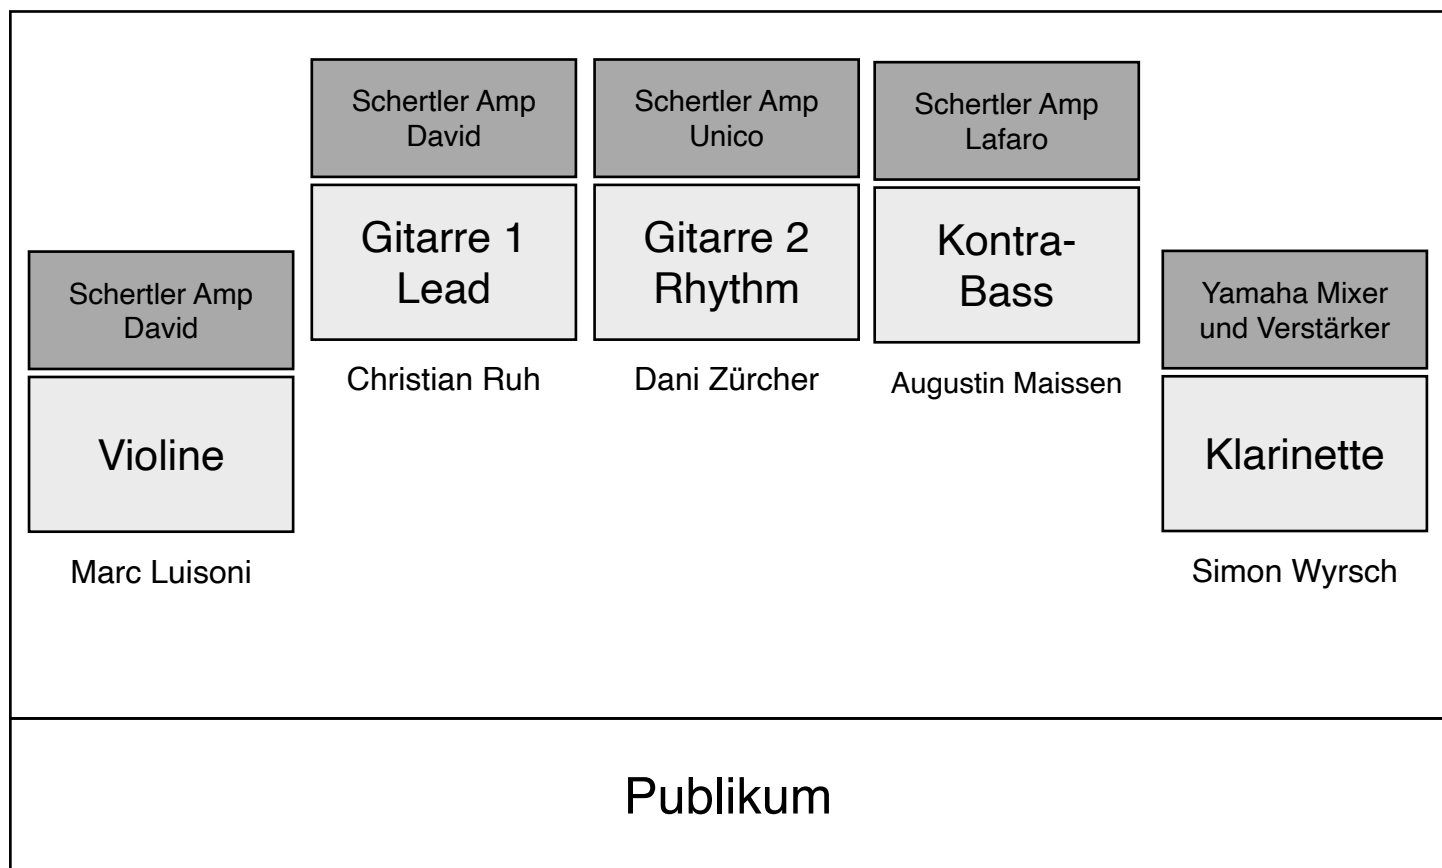 Schertler Amp
David
Violine
Marc Luisoni
Schertler Amp
David
Gitarre 1
Lead
Christian Ruh
Schertler Amp
Unico
Gitarre 2
Rhythm
Dani Zürcher
Schertler Amp
Lafaro
Kontra-
Bass
Augustin Maissen
Yamaha Mixer
und Verstärker
Klarinette
Simon Wyrsch
Publikum